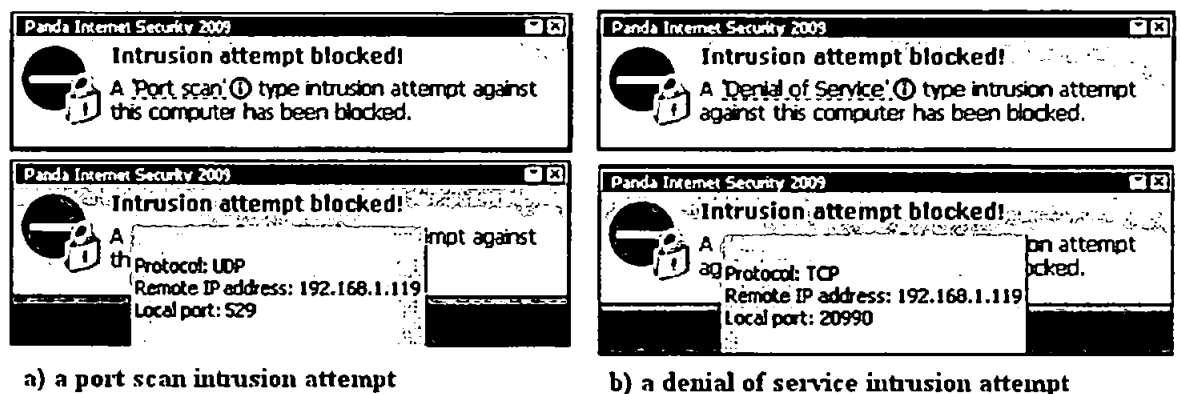 Panda Internet Security 2009
Intrusion attempt blocked!
A 'Port scan' type intrusion attempt against
this computer has been blocked.
Panda Internet Security 2009
Intrusion attempt blocked!
A mpt against
th
Protocol: UDP
Remote IP address: 192.168.1.119
Local port: 529
a) a port scan intrusion attempt
Panda Internet Security 2009
Intrusion attempt blocked!
A 'Denial of Service' type intrusion attempt
against this computer has been blocked.
Panda Internet Security 2009
Intrusion attempt blocked!
A on attempt
ag cked.
Protocol: TCP
Remote IP address: 192.168.1.119
Local port: 20990
b) a denial of service intrusion attempt